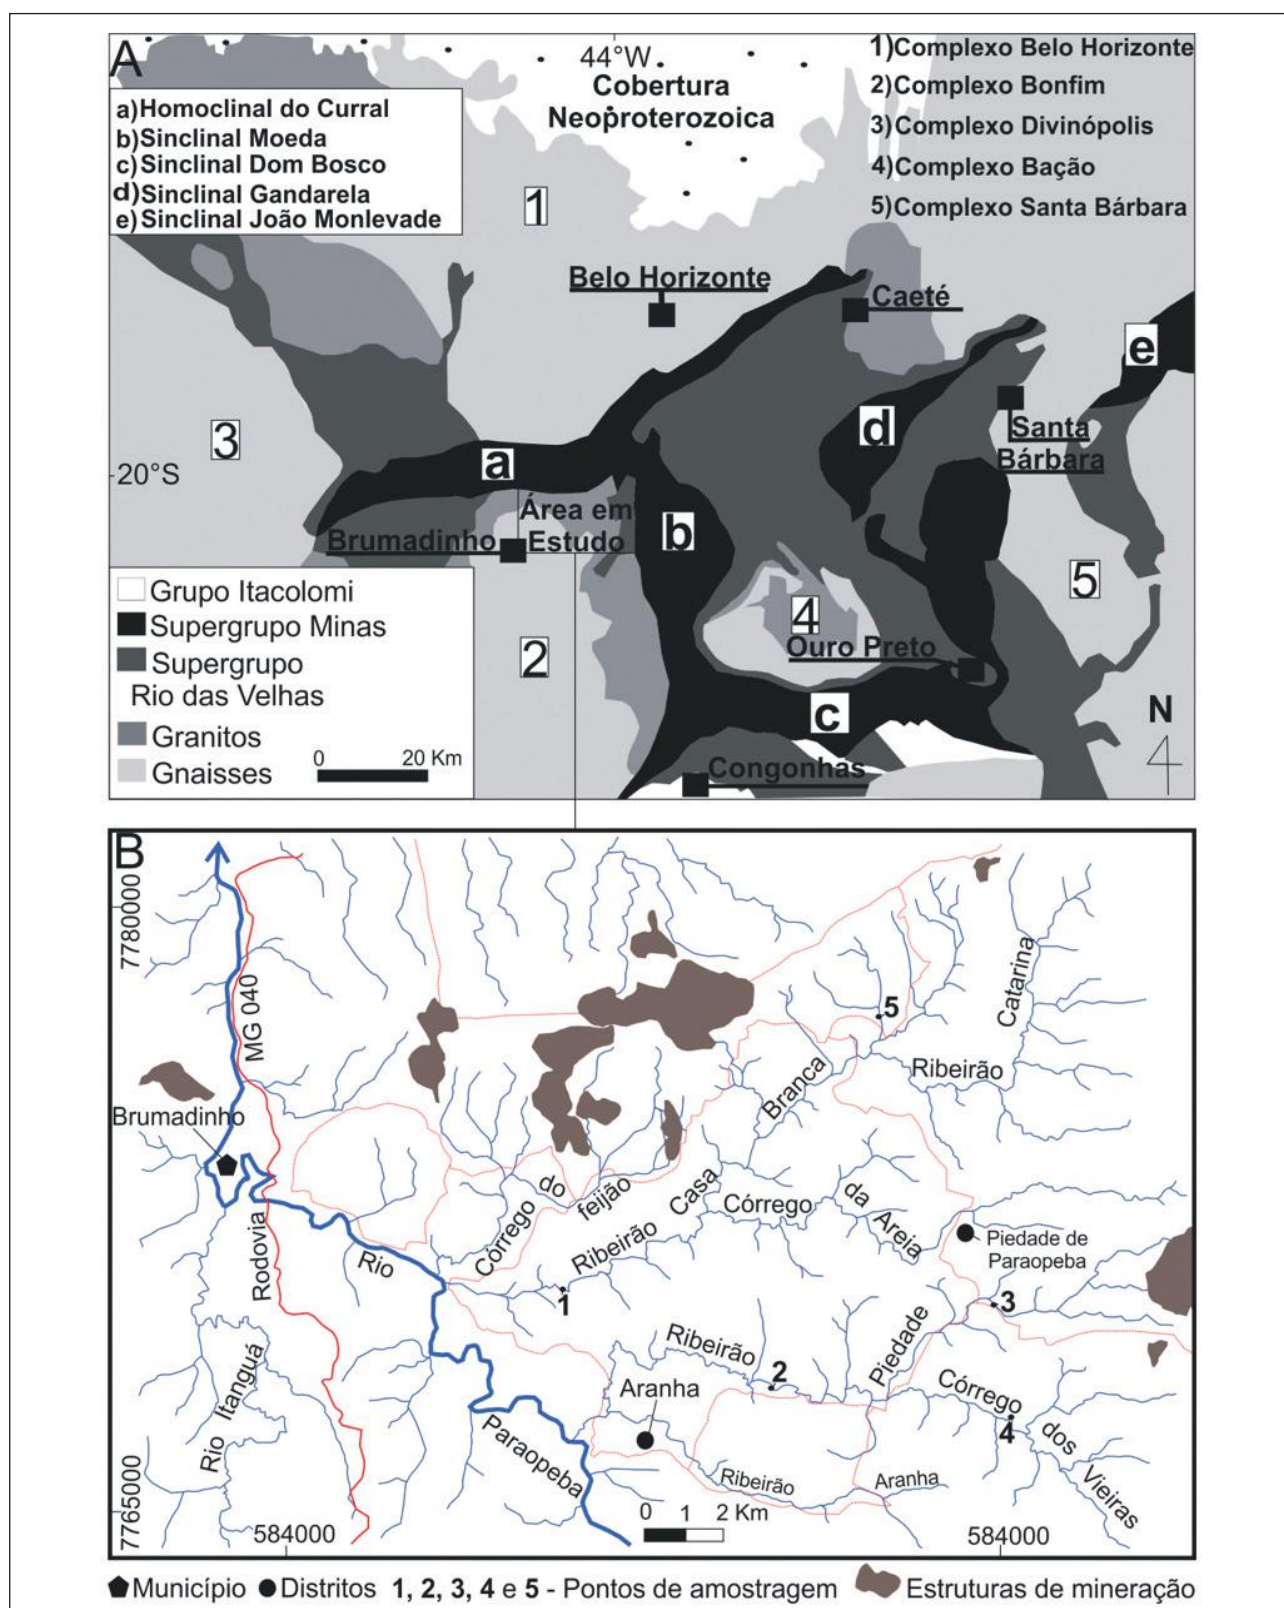 A
44°W
Cobertura
Neoproterozoica
1)Complexo Belo Horizonte
2)Complexo Bonfim
3)Complexo Divinópolis
4)Complexo Bação
5)Complexo Santa Bárbara
a)Homoclinal do Curral
b)Sinclinal Moeda
c)Sinclinal Dom Bosco
d)Sinclinal Gandarela
e)Sinclinal João Monlevade
1
Belo Horizonte
Caeté
e
3
d
Santa
Bárbara
a
20°S
Área em
Estudo
Brumadinho
b
5
4
2
Ouro Preto
c
Congonhas
N
Grupo Itacolomi
Supergrupo Minas
Supergrupo
Rio das Velhas
Granitos
Gnaisses
0 20 Km
B
7780000
MG 040
Catarina
5
Ribeirão
Branca
Brumadinho
do
feijão
Casa
Córrego
da
Areia
Córrego
Ribeirão
Piedade de
Paraopeba
Rodovia
Rio
1
3
Ribeirão
Piedade
2
Aranha
Córrego
4
dos
Vieiras
Rio Itanguá
Paraopeba
Ribeirão
Aranha
0 1 2 Km
7765000
584000
584000
Município Distritos 1, 2, 3, 4 e 5 - Pontos de amostragem Estruturas de mineração